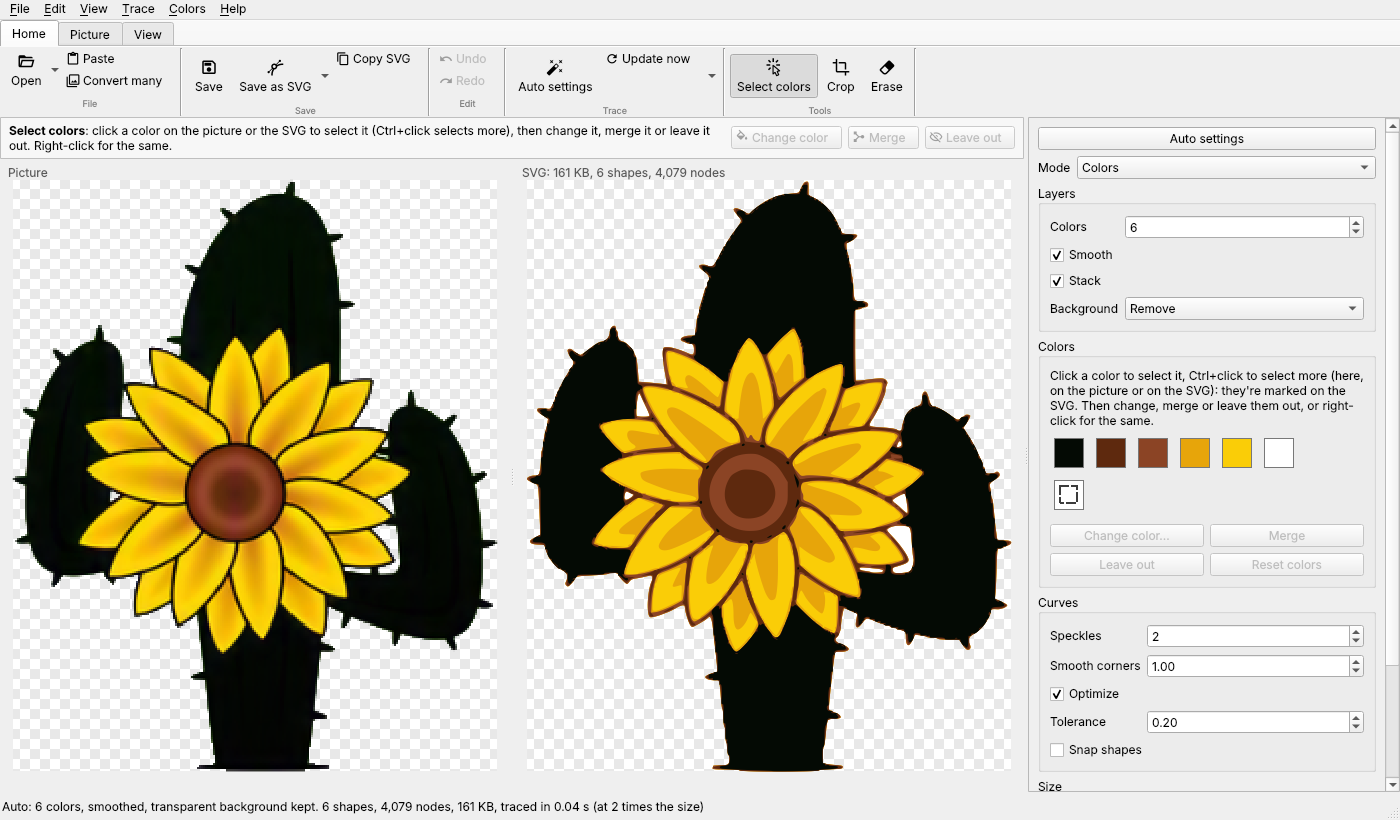 File Edit View Trace Colors Help
Home Picture View
Open
Paste
Convert many
File
Save
Save as SVG
Copy SVG
Save
Undo
Redo
Edit
Auto settings
Update now
Trace
Select colors
Crop
Erase
Tools
Select colors: click a color on the picture or the SVG to select it (Ctrl+click selects more), then change it, merge it or leave it
out. Right-click for the same.
Change color
Merge
Leave out
Picture
SVG: 161 KB, 6 shapes, 4,079 nodes
Auto settings
Mode Colors
Layers
Colors 6
Smooth
Stack
Background Remove
Colors
Click a color to select it, Ctrl+click to select more (here,
on the picture or on the SVG): they're marked on the
SVG. Then change, merge or leave them out, or right-
click for the same.
Change color... Merge
Leave out Reset colors
Curves
Speckles 2
Smooth corners 1.00
Optimize
Tolerance 0.20
Snap shapes
Size
Auto: 6 colors, smoothed, transparent background kept. 6 shapes, 4,079 nodes, 161 KB, traced in 0.04 s (at 2 times the size)